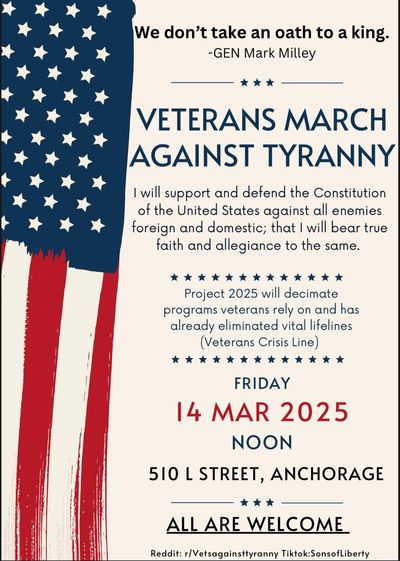 We don't take an oath to a king.
-GEN Mark Milley
VETERANS MARCH
AGAINST TYRANNY
I will support and defend the Constitution
of the United States against all enemies
foreign and domestic; that I will bear true
faith and allegiance to the same.
Project 2025 will decimate
programs veterans rely on and has
already eliminated vital lifelines
(Veterans Crisis Line)
FRIDAY
14 MAR 2025
NOON
510 L STREET, ANCHORAGE
ALL ARE WELCOME
Reddit: r/Vetsagainsttyranny Tiktok:SonsofLiberty